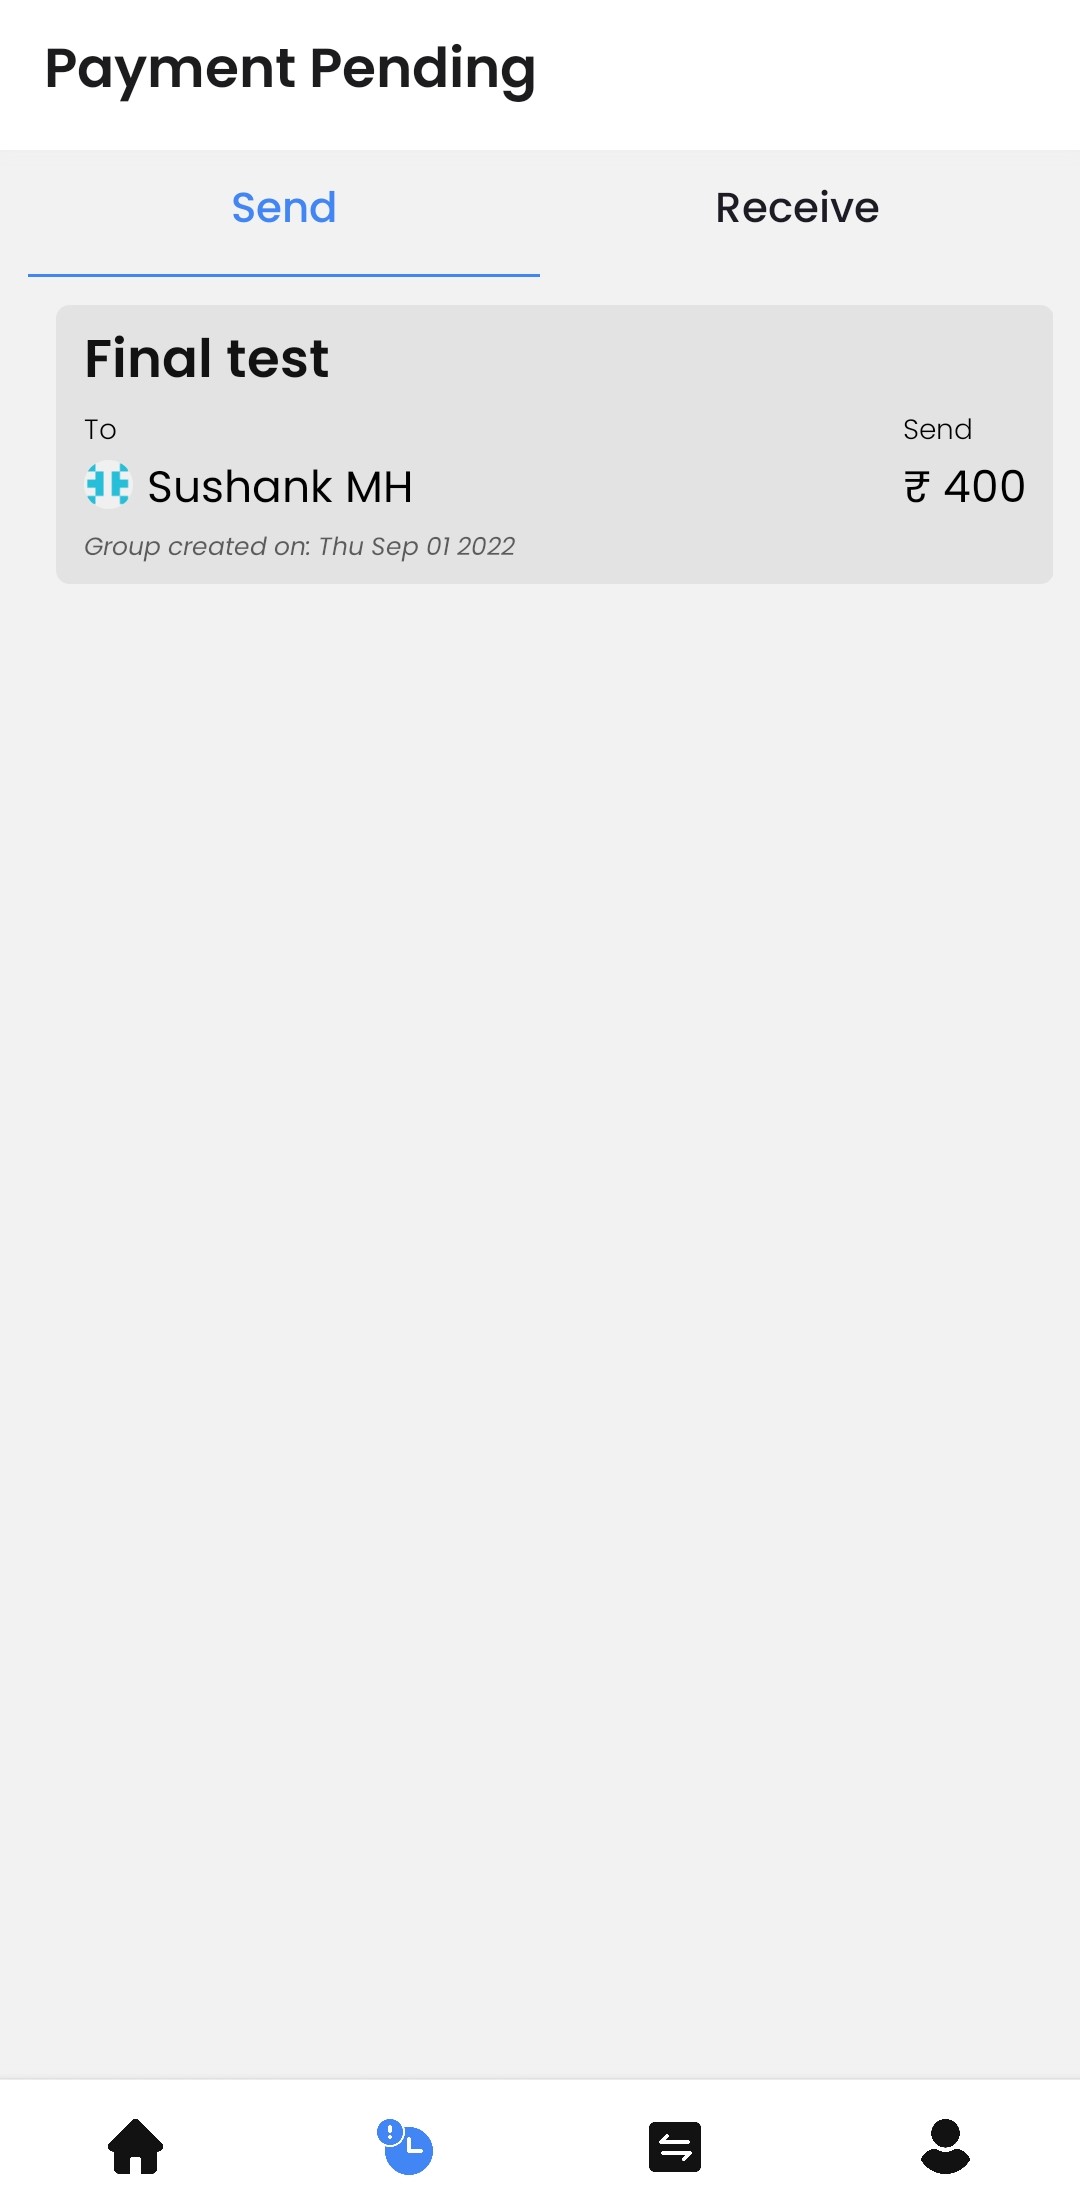 Payment Pending
Send Receive
Final test
To Send
Sushank MH ₹ 400
Group created on: Thu Sep 01 2022